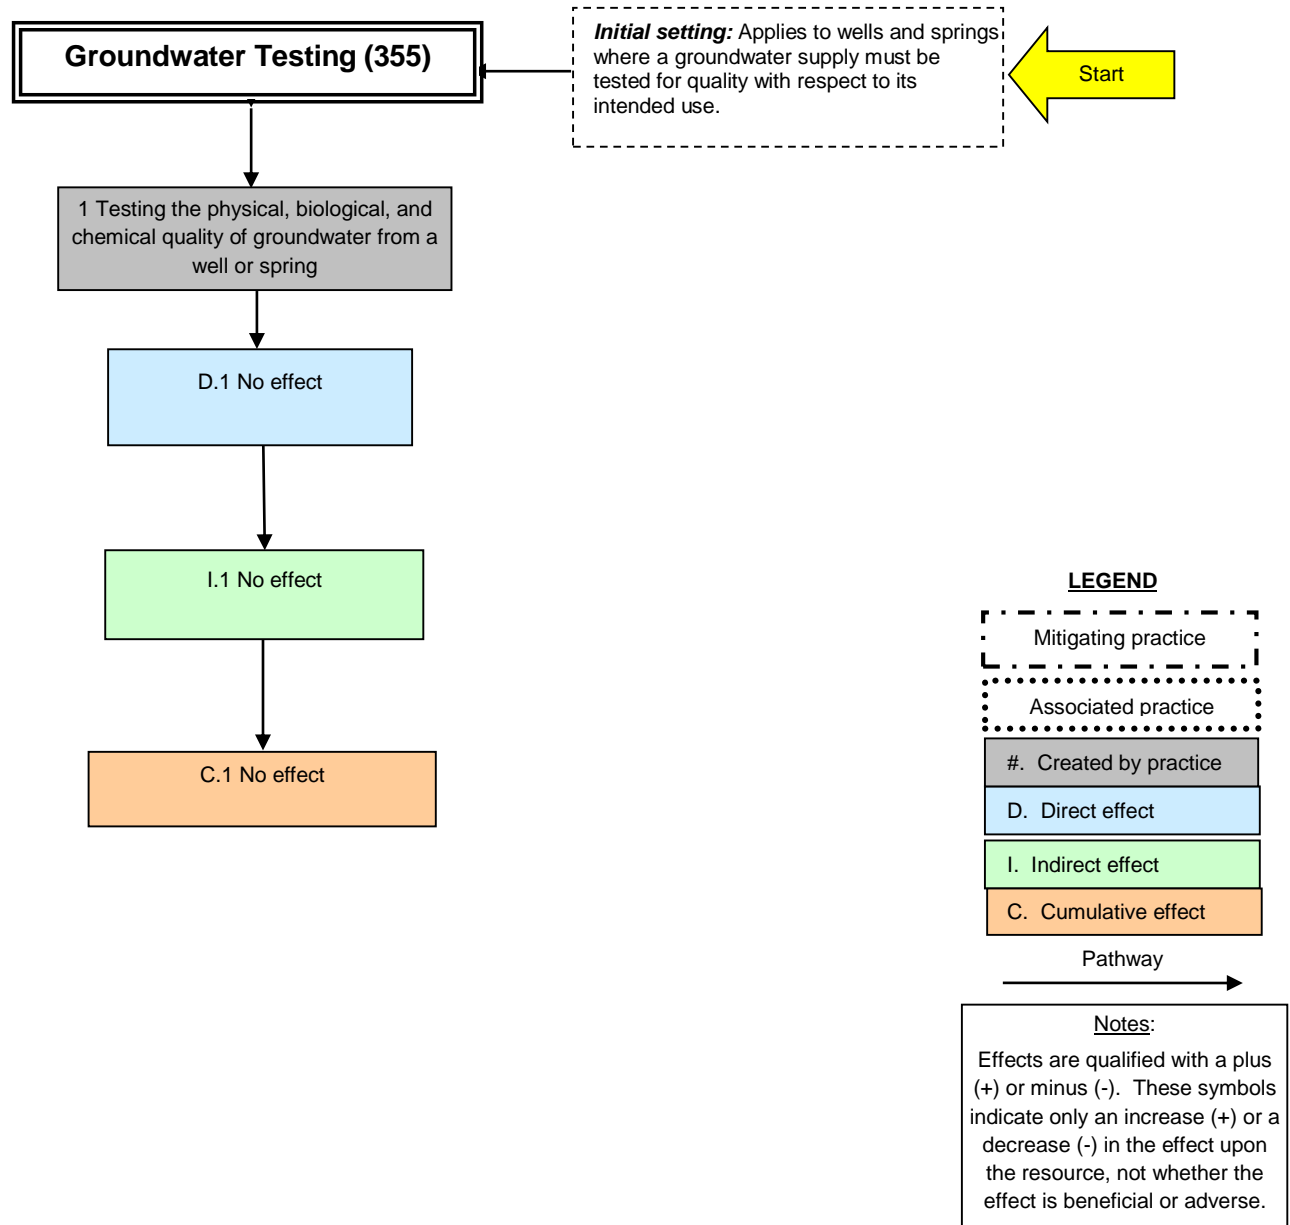 Groundwater Testing (355)
Initial setting: Applies to wells and springs
where a groundwater supply must be
tested for quality with respect to its
intended use.
Start
1 Testing the physical, biological, and
chemical quality of groundwater from a
well or spring
D.1 No effect
I.1 No effect
C.1 No effect
LEGEND
Mitigating practice
Associated practice
#. Created by practice
D. Direct effect
I. Indirect effect
C. Cumulative effect
Pathway
Notes:
Effects are qualified with a plus
(+) or minus (-). These symbols
indicate only an increase (+) or a
decrease (-) in the effect upon
the resource, not whether the
effect is beneficial or adverse.